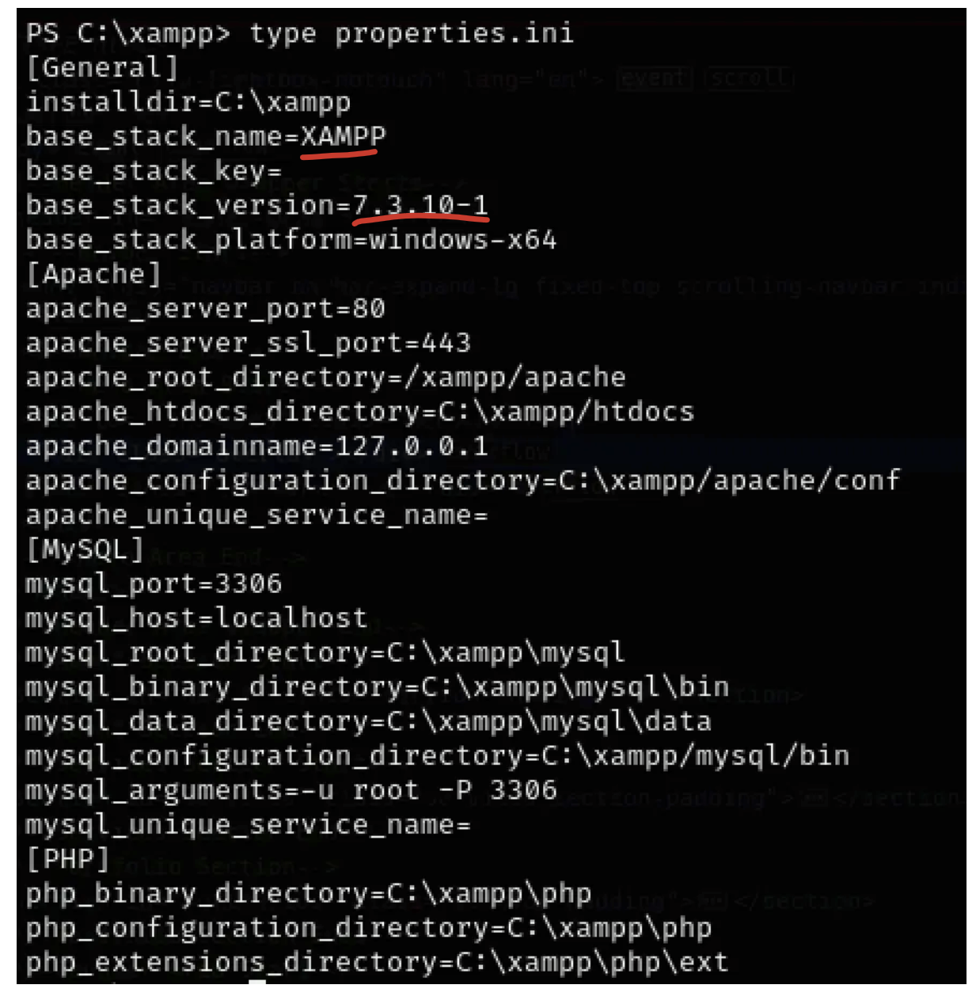 PS C:\xampp> type properties.ini
[General]
installdir=C:\xampp
base_stack_name=XAMPP
base_stack_key=
base_stack_version=7.3.10-1
base_stack_platform=windows-x64
[Apache]
apache_server_port=80
apache_server_ssl_port=443
apache_root_directory=/xampp/apache
apache_htdocs_directory=C:\xampp/htdocs
apache_domainname=127.0.0.1
apache_configuration_directory=C:\xampp/apache/conf
apache_unique_service_name=
[MySQL]
mysql_port=3306
mysql_host=localhost
mysql_root_directory=C:\xampp\mysql
mysql_binary_directory=C:\xampp\mysql\bin
mysql_data_directory=C:\xampp\mysql\data
mysql_configuration_directory=C:\xampp/mysql/bin
mysql_arguments=-u root -P 3306
mysql_unique_service_name=
[PHP]
php_binary_directory=C:\xampp\php
php_configuration_directory=C:\xampp\php
php_extensions_directory=C:\xampp\php\ext